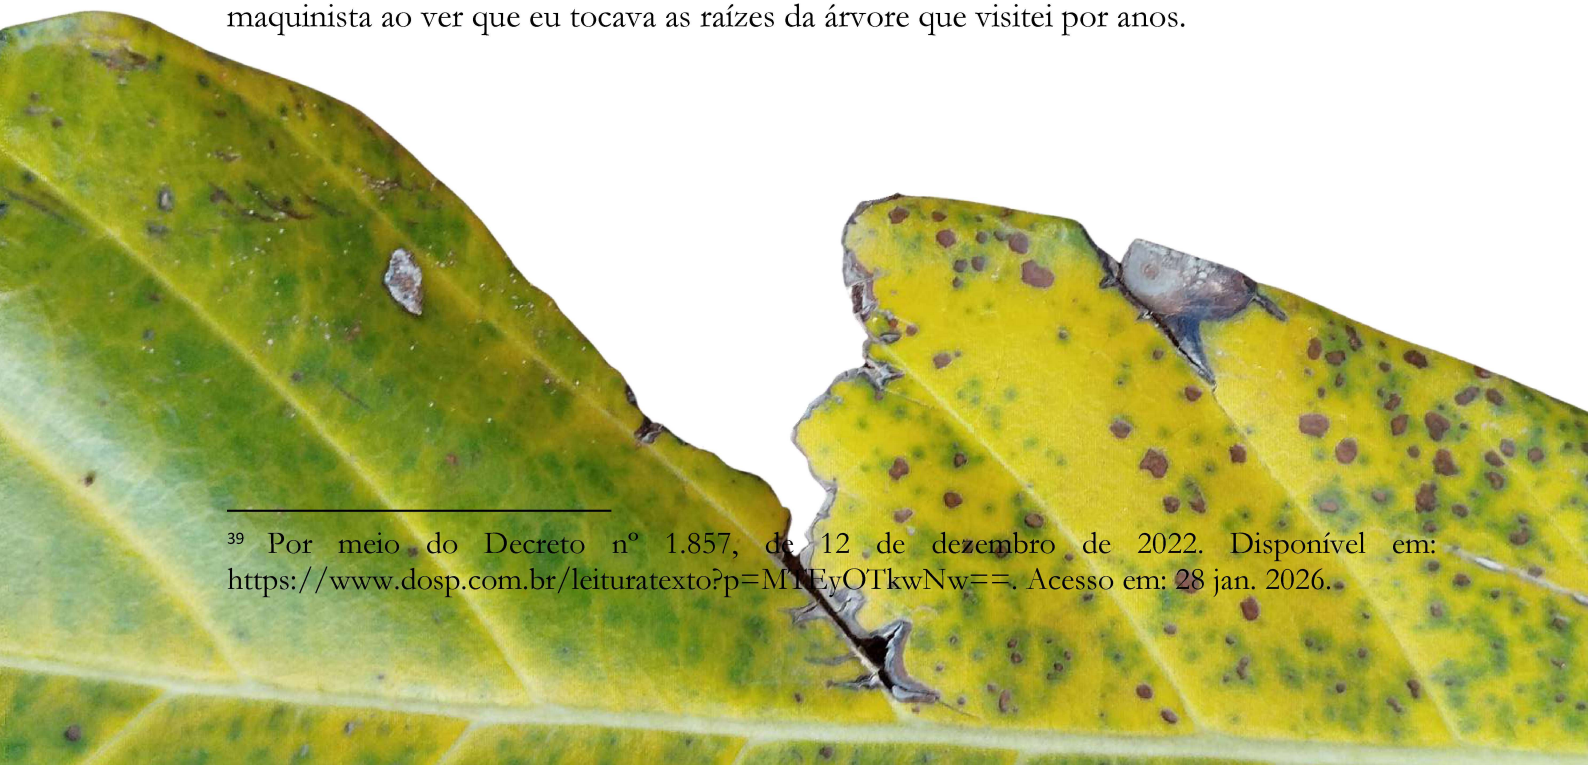 maquinista ao ver que eu tocava as raízes da árvore que visitei por anos.
39 Por meio do Decreto nº 1.857, de 12 de dezembro de 2022. Disponível em:
https://www.dosp.com.br/leituratexto?p=MTEyOTkwNw==. Acesso em: 28 jan. 2026.